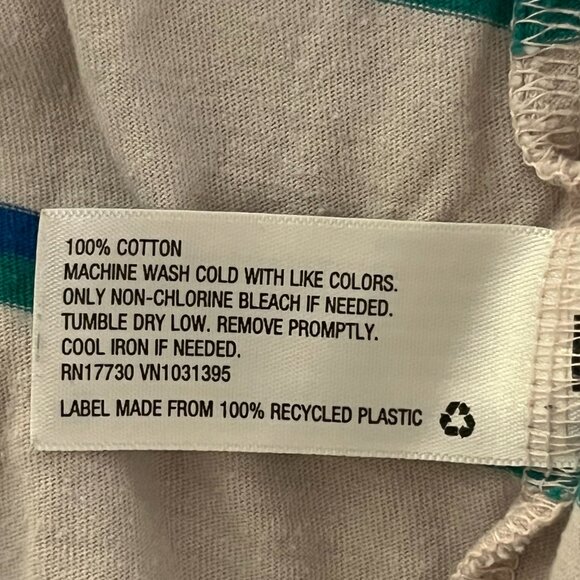 100% COTTON
MACHINE WASH COLD WITH LIKE COLORS.
ONLY NON-CHLORINE BLEACH IF NEEDED.
TUMBLE DRY LOW. REMOVE PROMPTLY.
COOL IRON IF NEEDED.
RN17730 VN1031395
LABEL MADE FROM 100% RECYCLED PLASTIC